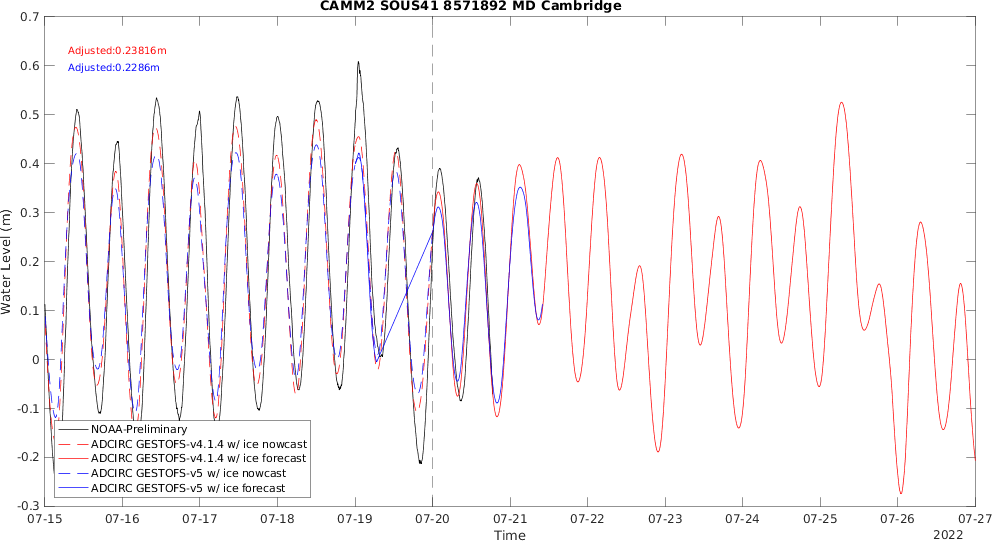 CAMM2 SOUS41 8571892 MD Cambridge
Adjusted:0.23816m
Adjusted:0.2286m
Water Level (m)
0.7
0.6
0.5
0.4
0.3
0.2
0.1
0
-0.1
-0.2
-0.3
NOAA-Preliminary
ADCIRC GESTOFS-v4.1.4 w/ ice nowcast
ADCIRC GESTOFS-v4.1.4 w/ ice forecast
ADCIRC GESTOFS-v5 w/ ice nowcast
ADCIRC GESTOFS-v5 w/ ice forecast
07-15 07-16 07-17 07-18 07-19 07-20 07-21 07-22 07-23 07-24 07-25 07-26 07-27
Time
2022